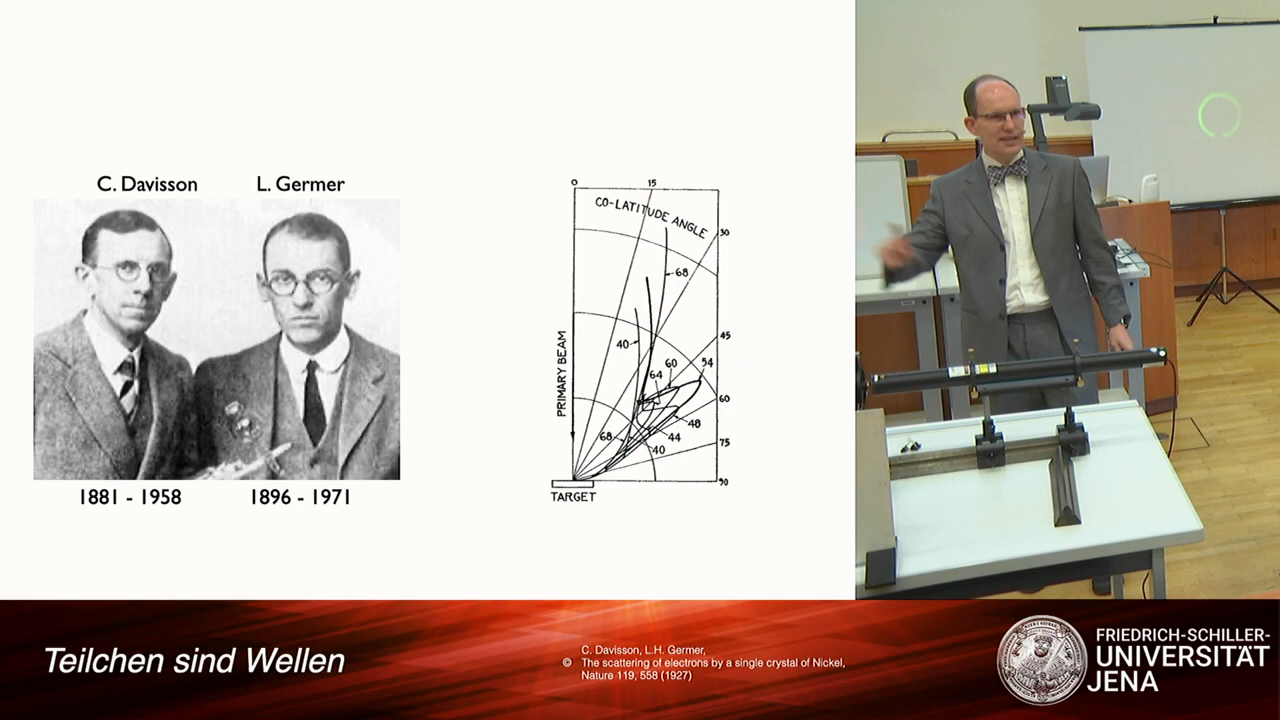 C. Davisson
L. Germer
1881 - 1958
1896 - 1971
0
15
CO-LATITUDE ANGLE
30
68
45
40
60
54
64
PRIMARY BEAM
60
48
68
44
75
40
90
TARGET
Teilchen sind Wellen
C. Davisson, L.H. Germer,
© The scattering of electrons by a single crystal of Nickel,
Nature 119, 558 (1927)
FRIEDRICH-SCHILLER-
UNIVERSITÄT
JENA